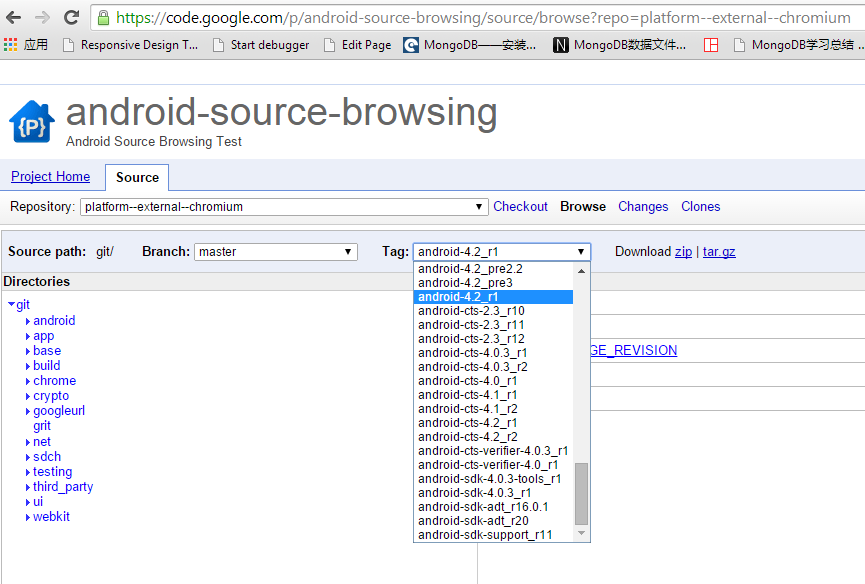 https://code.google.com/p/android-source-browsing/source/browse?repo=platform--external--chromium
应用 Responsive Design T... Start debugger Edit Page MongoDB——安装... N MongoDB数据文件... MongoDB学习总结 ...
{P}
android-source-browsing
Android Source Browsing Test
Project Home Source
Repository: platform--external--chromium Checkout Browse Changes Clones
Source path: git/ Branch: master Tag: android-4.2_r1 Download zip | tar.gz
Directories
git
android
app
base
build
chrome
crypto
googleurl
grit
net
sdch
testing
third_party
ui
webkit
android-4.2_pre2.2
android-4.2_pre3
android-4.2_r1
android-cts-2.3_r10
android-cts-2.3_r11
android-cts-2.3_r12
android-cts-4.0.3_r1
android-cts-4.0.3_r2
android-cts-4.0_r1
android-cts-4.1_r1
android-cts-4.1_r2
android-cts-4.2_r1
android-cts-4.2_r2
android-cts-verifier-4.0.3_r1
android-cts-verifier-4.0_r1
android-sdk-4.0.3-tools_r1
android-sdk-4.0.3_r1
android-sdk-adt_r16.0.1
android-sdk-adt_r20
android-sdk-support_r11
GE_REVISION